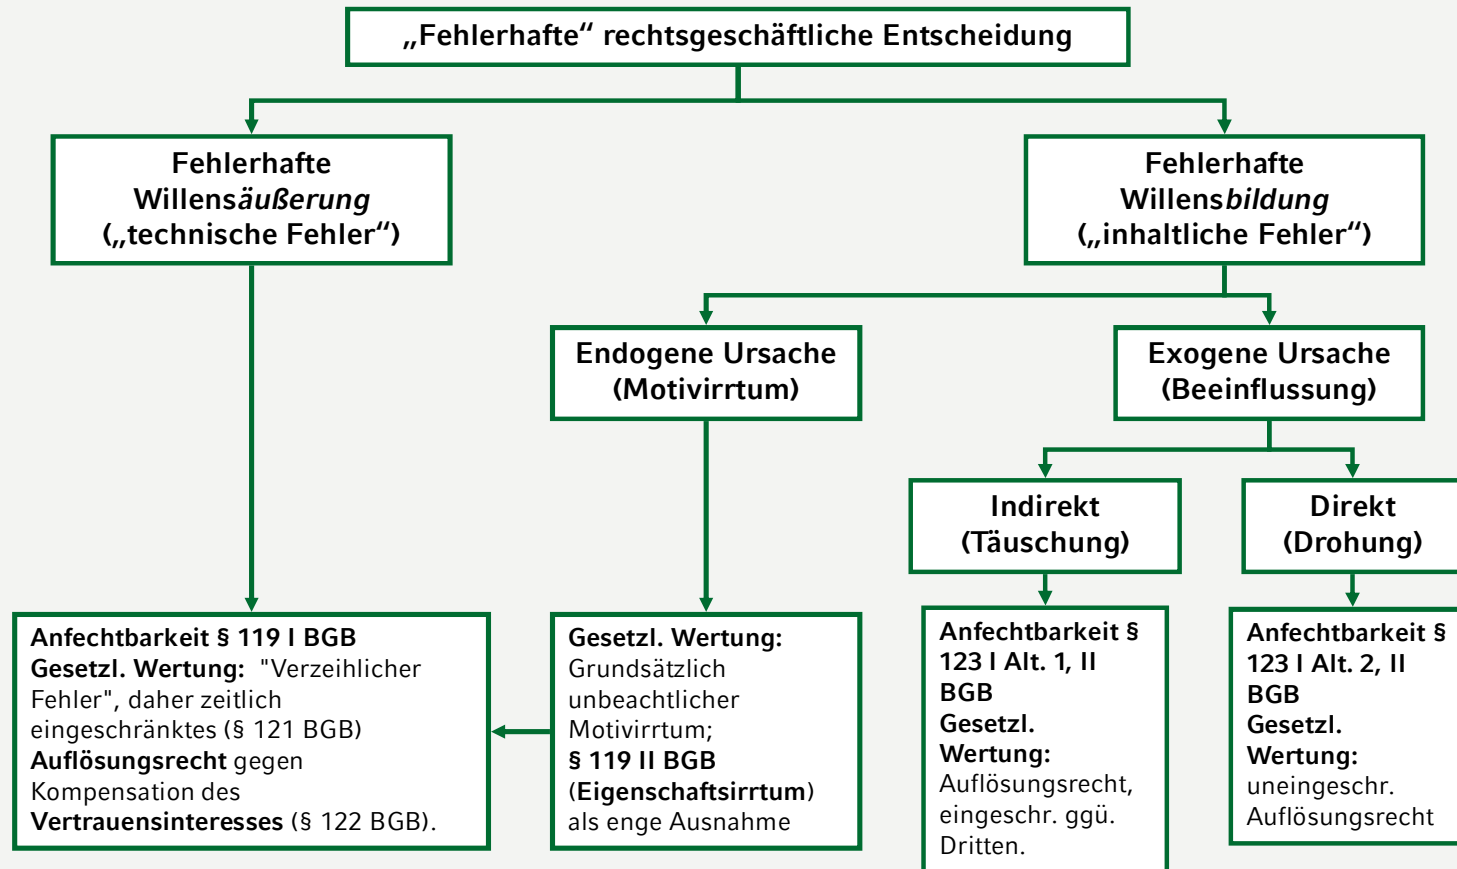 „Fehlerhafte“ rechtsgeschäftliche Entscheidung
Fehlerhafte
Willensäußerung
(„technische Fehler“)
Fehlerhafte
Willensbildung
(„inhaltliche Fehler“)
Endogene Ursache
(Motivirrtum)
Exogene Ursache
(Beeinflussung)
Indirekt
(Täuschung)
Direkt
(Drohung)
Anfechtbarkeit § 119 I BGB
Gesetzl. Wertung: "Verzeihlicher
Fehler", daher zeitlich
eingeschränktes (§ 121 BGB)
Auflösungsrecht gegen
Kompensation des
Vertrauensinteresses (§ 122 BGB).
Gesetzl. Wertung:
Grundsätzlich
unbeachtlicher
Motivirrtum;
§ 119 II BGB
(Eigenschaftsirrtum)
als enge Ausnahme
Anfechtbarkeit §
123 I Alt. 1, II
BGB
Gesetzl.
Wertung:
Auflösungsrecht,
eingeschr. ggü.
Dritten.
Anfechtbarkeit §
123 I Alt. 2, II
BGB
Gesetzl.
Wertung:
uneingeschr.
Auflösungsrecht